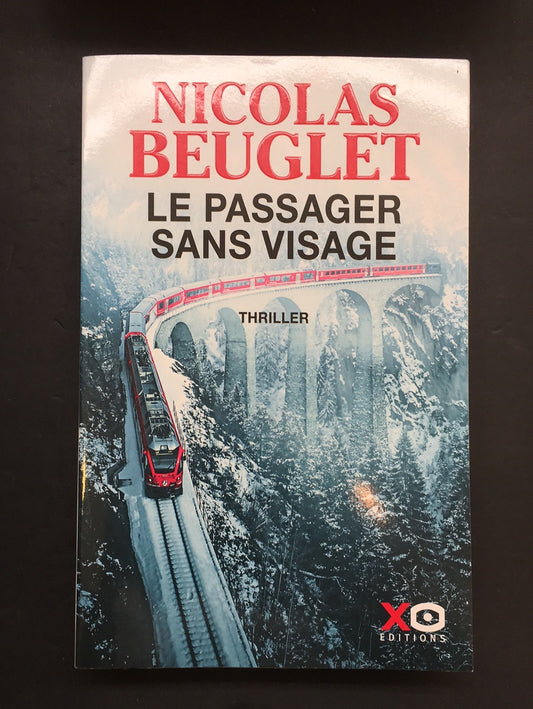 NICOLAS
BEUGLET
LE PASSAGER
SANS VISAGE
THRILLER
XO
EDITIONS